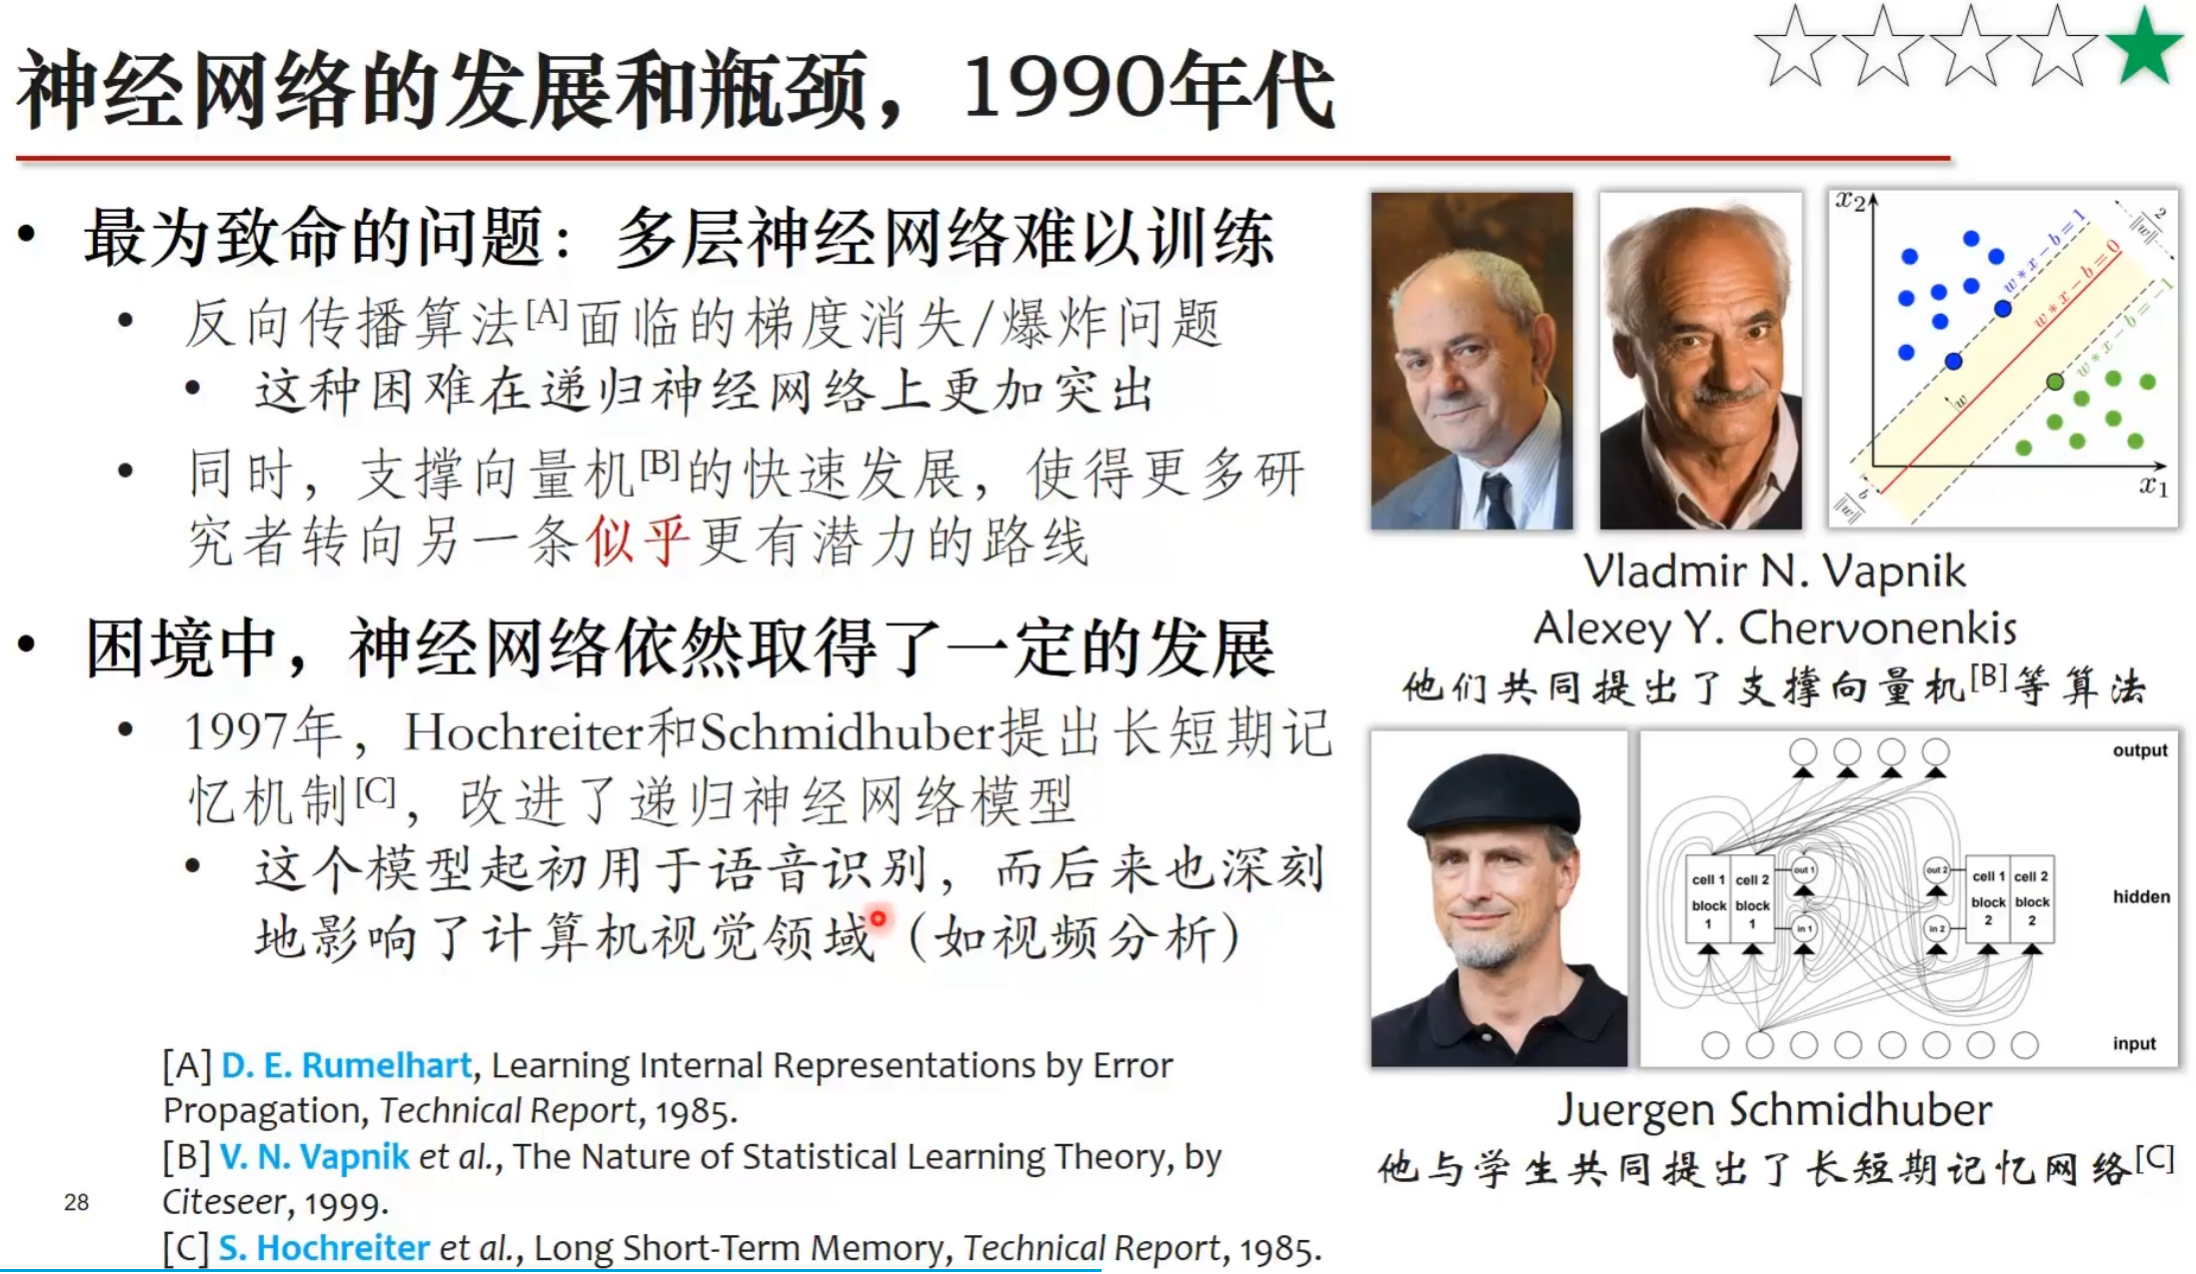 神经网络的发展和瓶颈，1990年代
• 最为致命的问题：多层神经网络难以训练
• 反向传播算法[A]面临的梯度消失/爆炸问题
• 这种困难在递归神经网络上更加突出
• 同时，支撑向量机[B]的快速发展，使得更多研
究者转向另一条似乎更有潜力的路线
• 困境中，神经网络依然取得了一定的发展
• 1997年，Hochreiter和Schmidhuber提出长短期记
忆机制[C]，改进了递归神经网络模型
• 这个模型起初用于语音识别，而后来也深刻
地影响了计算机视觉领域（如视频分析）
[A] D. E. Rumelhart, Learning Internal Representations by Error
Propagation, Technical Report, 1985.
[B] V. N. Vapnik et al., The Nature of Statistical Learning Theory, by
Citeseer, 1999.
[C] S. Hochreiter et al., Long Short-Term Memory, Technical Report, 1985.
28
x2
w * x − b = 1
2
‖w‖
w * x − b = 0
w * x − b = −1
w
b
‖w‖
x1
Vladmir N. Vapnik
Alexey Y. Chervonenkis
他们共同提出了支撑向量机[B]等算法
output
cell 1 cell 2 out 1 out 2 cell 1 cell 2
block block block block hidden
1 1 in 1 in 2 2 2
input
Juergen Schmidhuber
他与学生共同提出了长短期记忆网络[C]